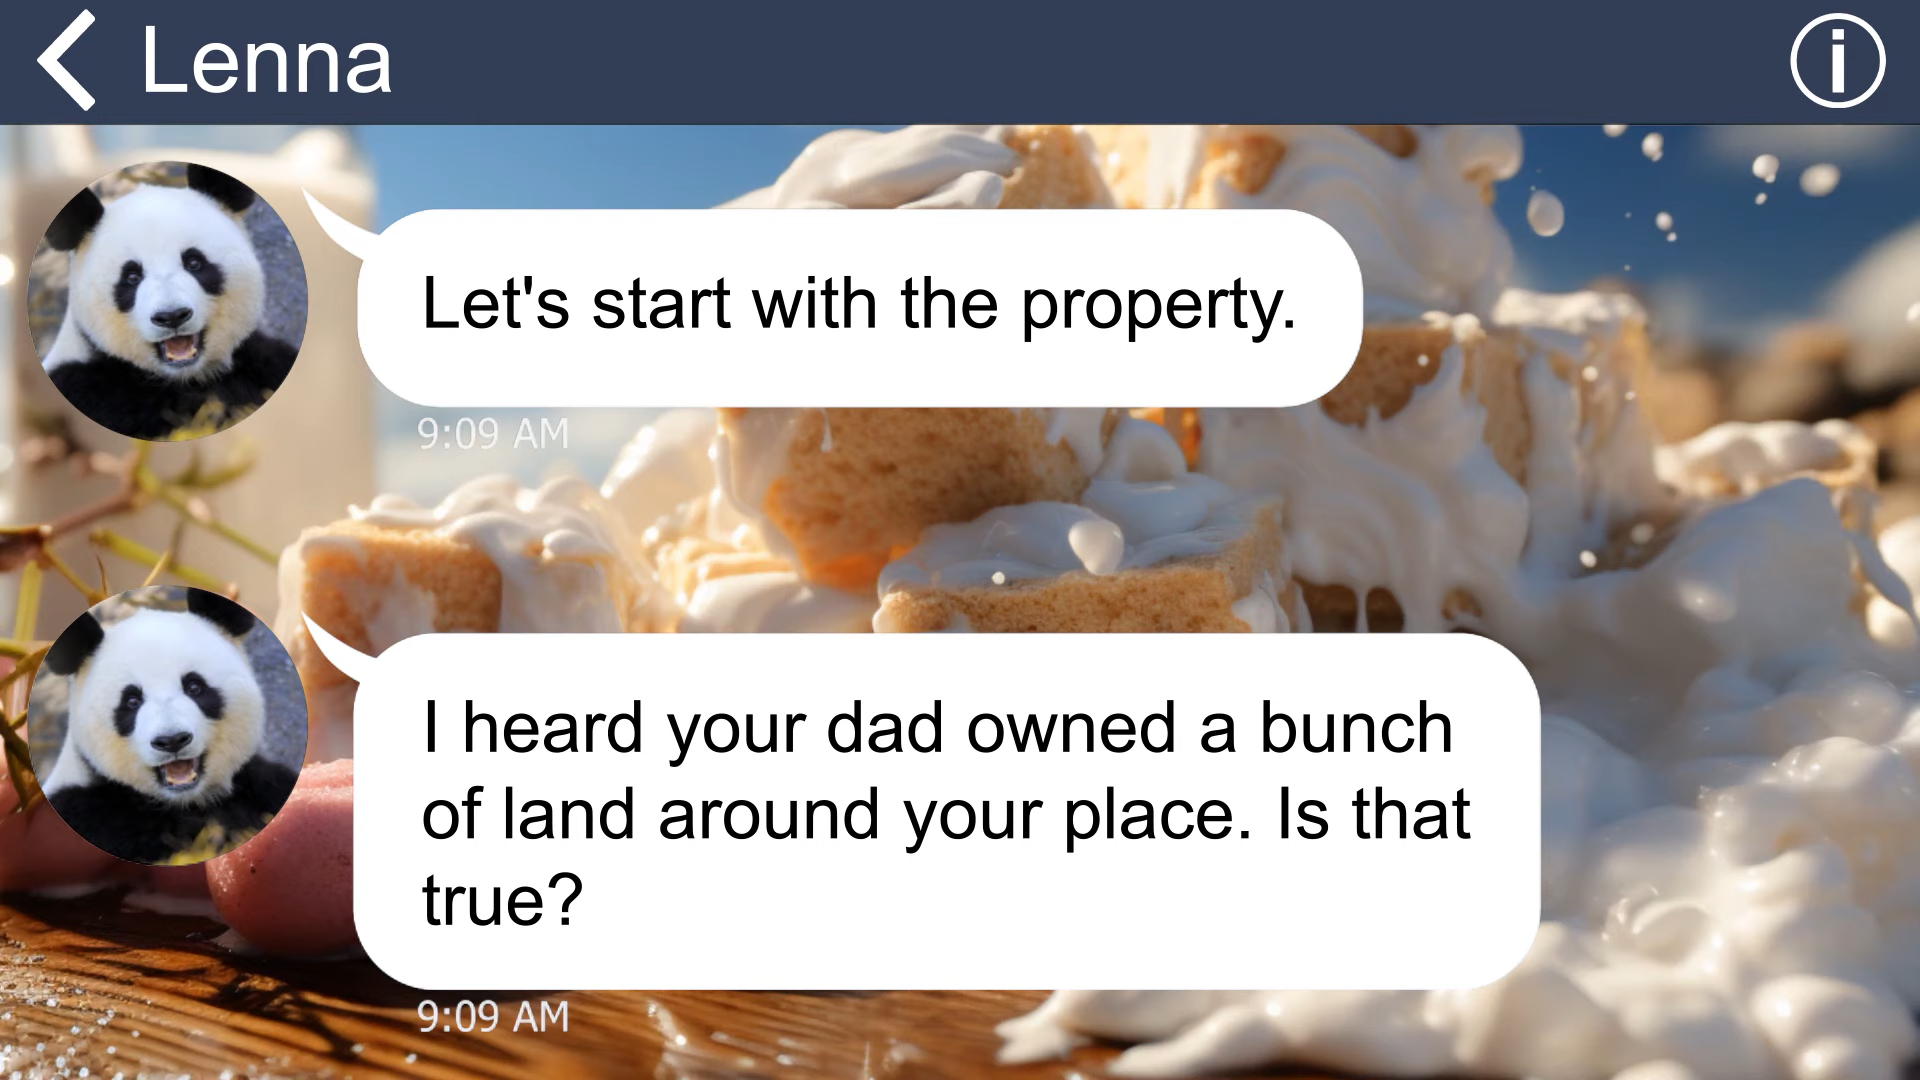 Lenna
Let's start with the property.
9:09 AM
I heard your dad owned a bunch
of land around your place. Is that
true?
9:09 AM